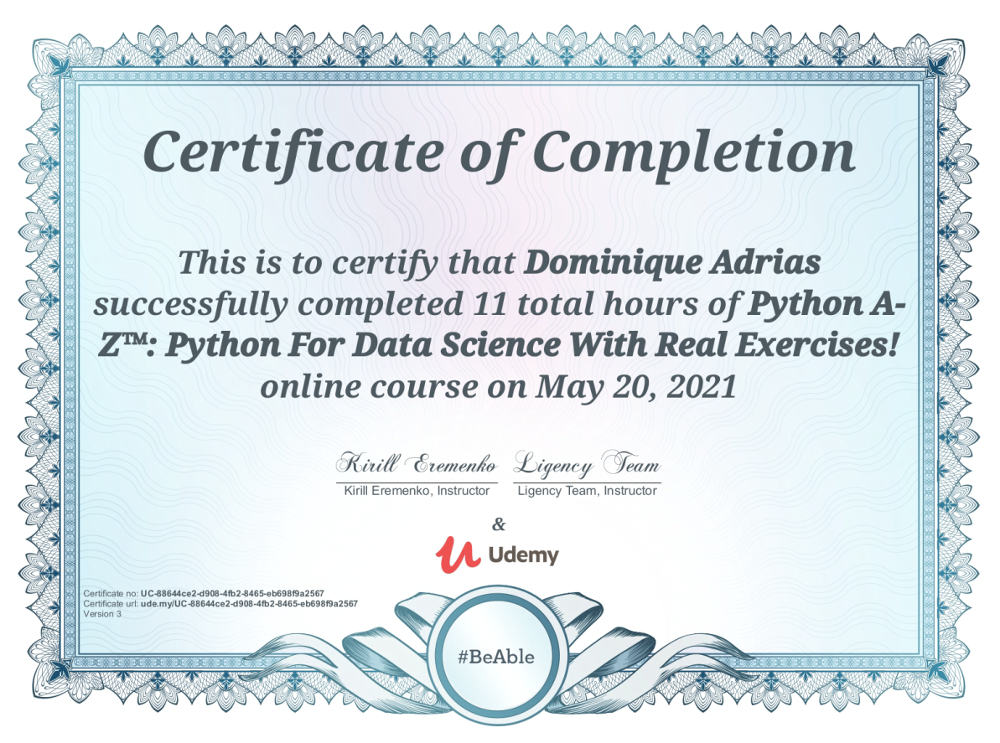 Certificate of Completion
This is to certify that Dominique Adrias
successfully completed 11 total hours of Python A-
Z™: Python For Data Science With Real Exercises!
online course on May 20, 2021
Kirill Eremenko Ligency Team
Kirill Eremenko, Instructor Ligency Team, Instructor
&
Udemy
Certificate no: UC-88644ce2-d908-4fb2-8465-eb698f9a2567
Certificate url: ude.my/UC-88644ce2-d908-4fb2-8465-eb698f9a2567
Version 3
#BeAble